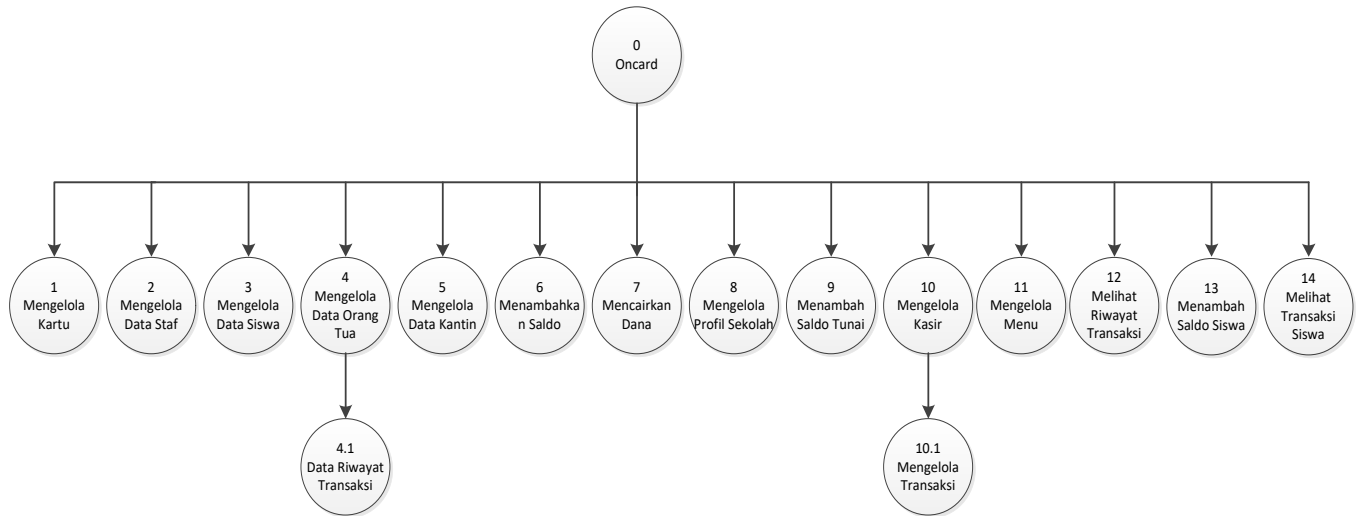 0
Oncard
1
Mengelola
Kartu
2
Mengelola
Data Staf
3
Mengelola
Data Siswa
4
Mengelola
Data Orang
Tua
5
Mengelola
Data Kantin
6
Menambahka
n Saldo
7
Mencairkan
Dana
8
Mengelola
Profil Sekolah
9
Menambah
Saldo Tunai
10
Mengelola
Kasir
11
Mengelola
Menu
12
Melihat
Riwayat
Transaksi
13
Menambah
Saldo Siswa
14
Melihat
Transaksi
Siswa
4.1
Data Riwayat
Transaksi
10.1
Mengelola
Transaksi